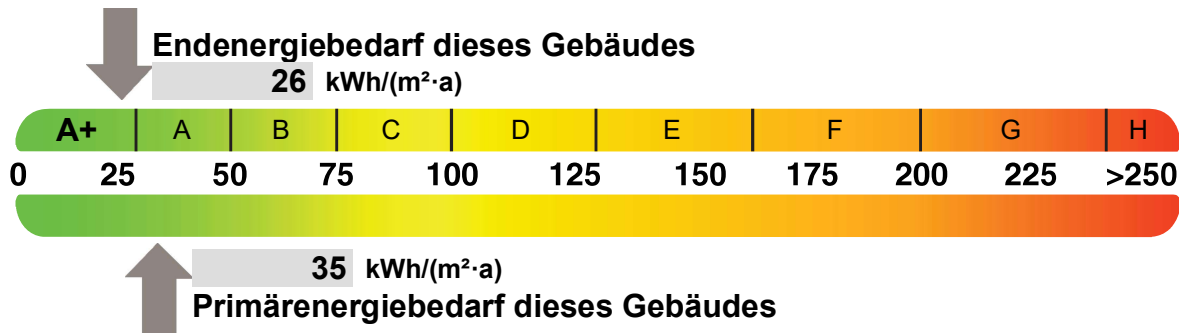 Endenergiebedarf dieses Gebäudes
26 kWh/(m²·a)
A+ A B C D E F G H
0 25 50 75 100 125 150 175 200 225 >250
35 kWh/(m²·a)
Primärenergiebedarf dieses Gebäudes